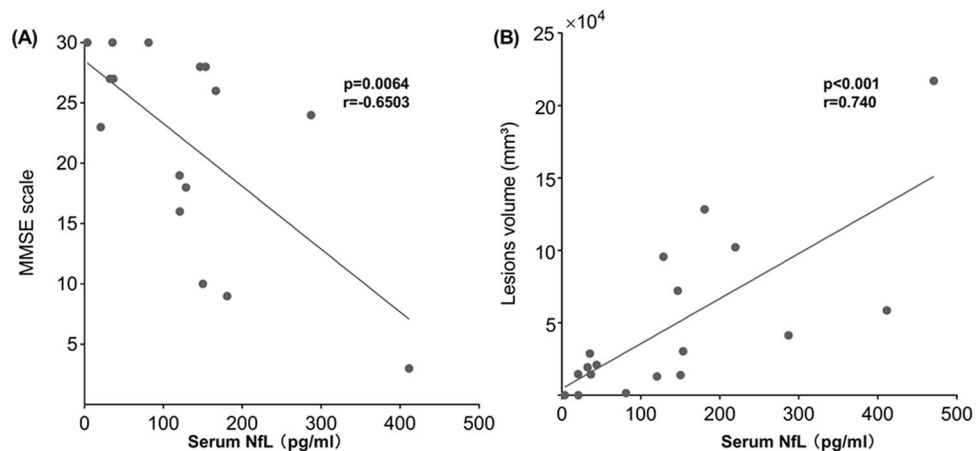 (A)
30
25
20
15
10
5
MMSE scale
p=0.0064
r=-0.6503
0
100
200
300
400
500
Serum NfL（pg/ml）
(B)
×10⁴
25
20
15
10
5
Lesions volume (mm³)
p<0.001
r=0.740
0
100
200
300
400
500
Serum NfL（pg/ml）